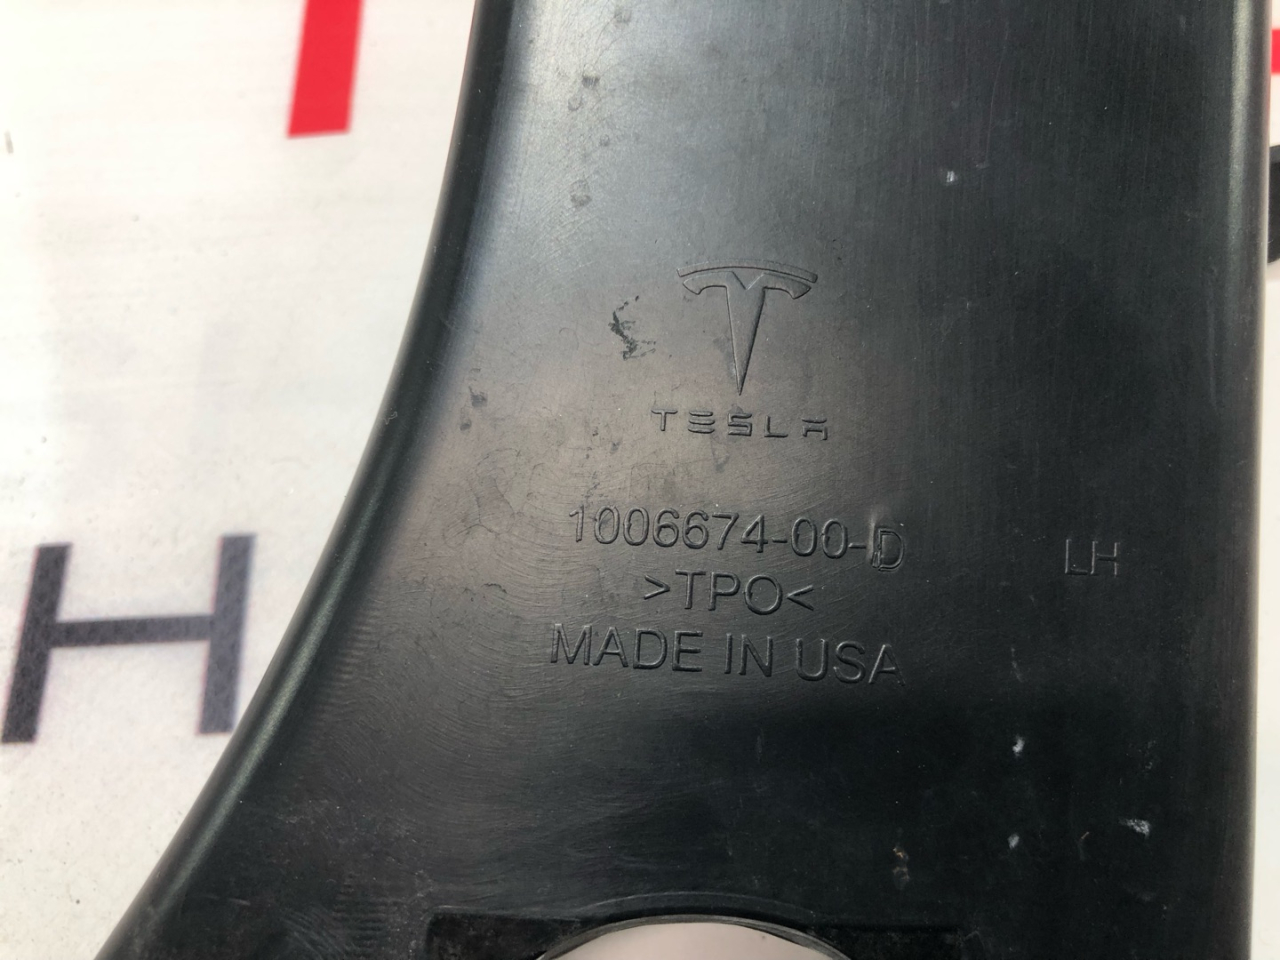 TESLA
1006674-00-D
LH
>TPO<
MADE IN USA
H